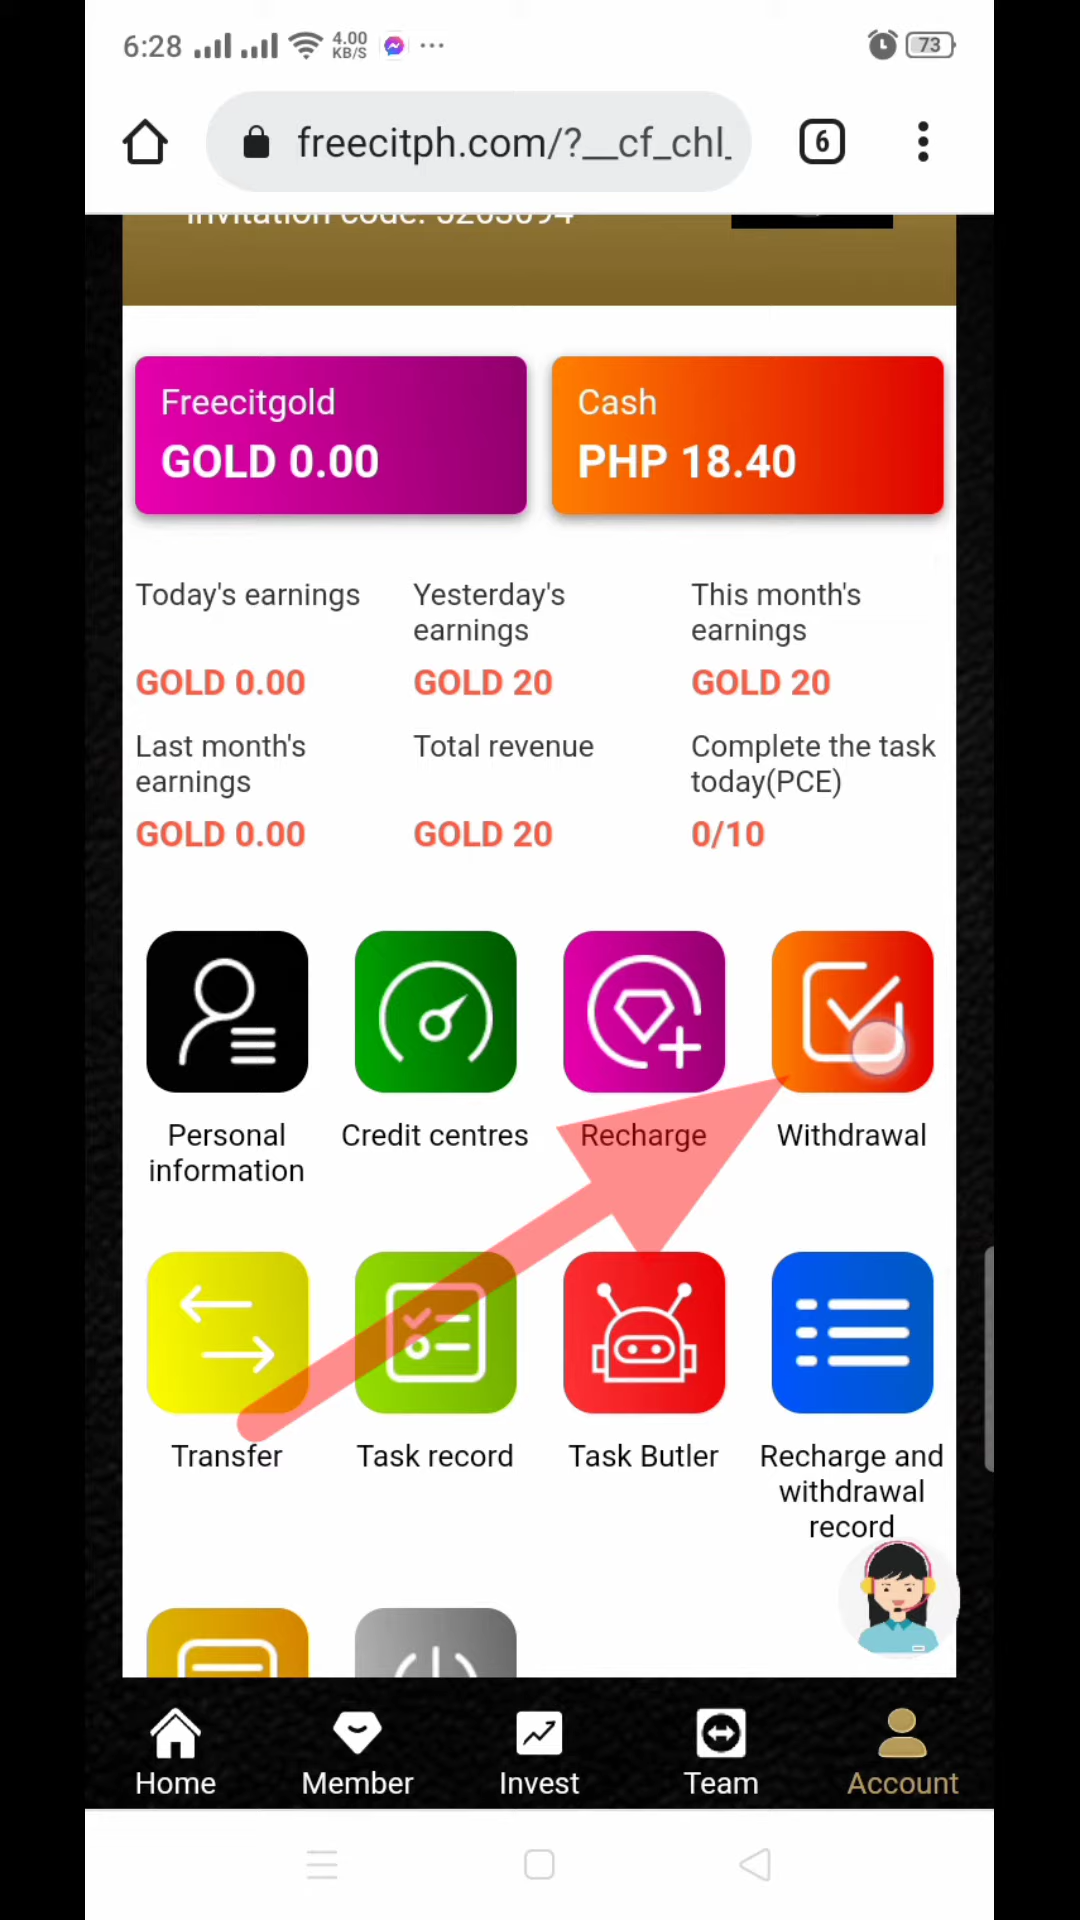 6:28 4.00 KB/S ... 73
freecitph.com/?__cf_chl_ 6
Invitation code: 5263094
Freecitgold Cash
GOLD 0.00 PHP 18.40
Today's earnings Yesterday's earnings This month's earnings
GOLD 0.00 GOLD 20 GOLD 20
Last month's earnings Total revenue Complete the task today(PCE)
GOLD 0.00 GOLD 20 0/10
Personal information Credit centres Recharge Withdrawal
Transfer Task record Task Butler Recharge and withdrawal record
Home Member Invest Team Account